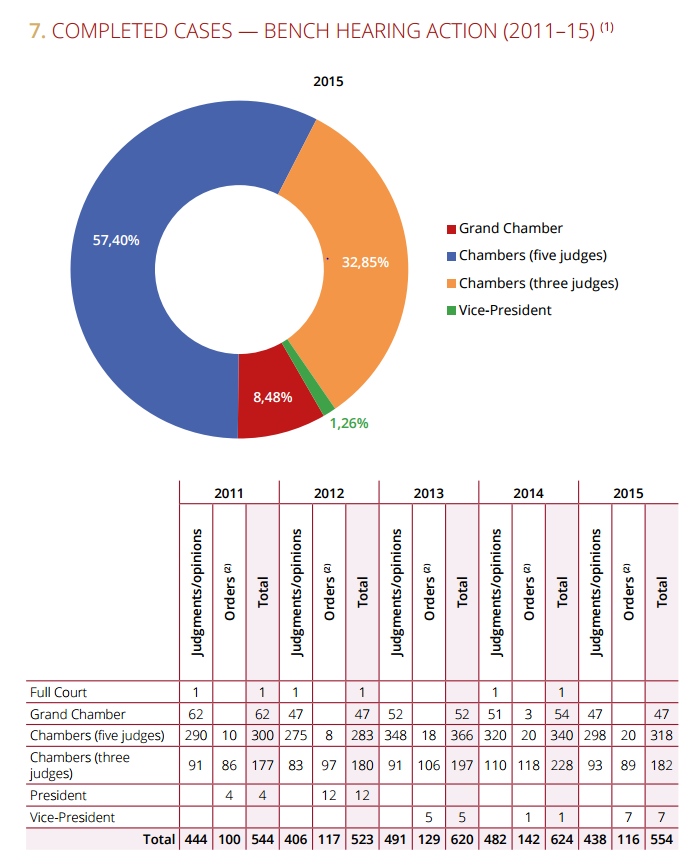 7. COMPLETED CASES — BENCH HEARING ACTION (2011–15) (1)
2015
57,40%
32,85%
8,48%
1,26%
Grand Chamber
Chambers (five judges)
Chambers (three judges)
Vice-President
2011 2012 2013 2014 2015
Judgments/opinions Orders (2) Total Judgments/opinions Orders (2) Total Judgments/opinions Orders (2) Total Judgments/opinions Orders (2) Total Judgments/opinions Orders (2) Total
Full Court 1 1 1 1 1 1
Grand Chamber 62 62 47 47 52 52 51 3 54 47 47
Chambers (five judges) 290 10 300 275 8 283 348 18 366 320 20 340 298 20 318
Chambers (three
judges) 91 86 177 83 97 180 91 106 197 110 118 228 93 89 182
President 4 4 12 12
Vice-President 5 5 1 1 7 7
Total 444 100 544 406 117 523 491 129 620 482 142 624 438 116 554